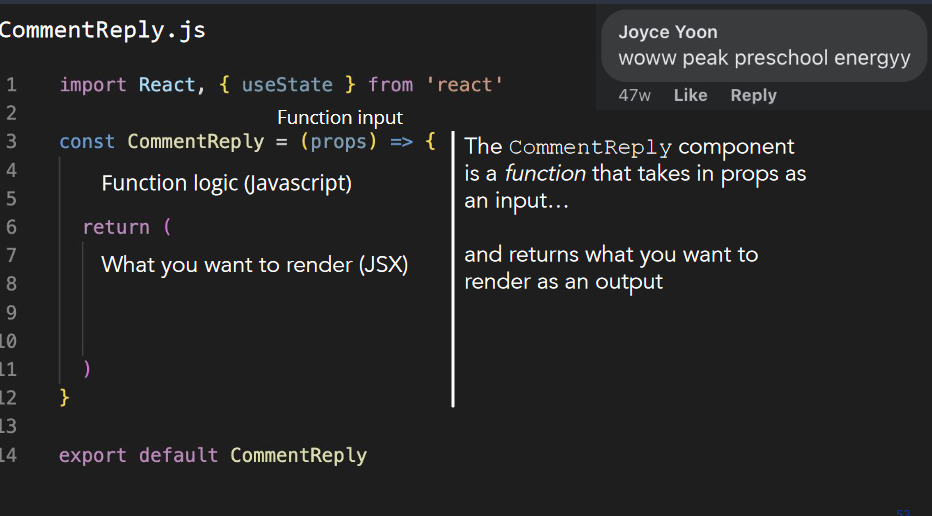 CommentReply.js
Joyce Yoon
woww peak preschool energyy
47w Like Reply
1 import React, { useState } from 'react'
2
Function input
3 const CommentReply = (props) => {
4
Function logic (Javascript)
5
6 return (
7 What you want to render (JSX)
8
9
10
11 )
12 }
13
14 export default CommentReply
The CommentReply component
is a function that takes in props as
an input...
and returns what you want to
render as an output
53